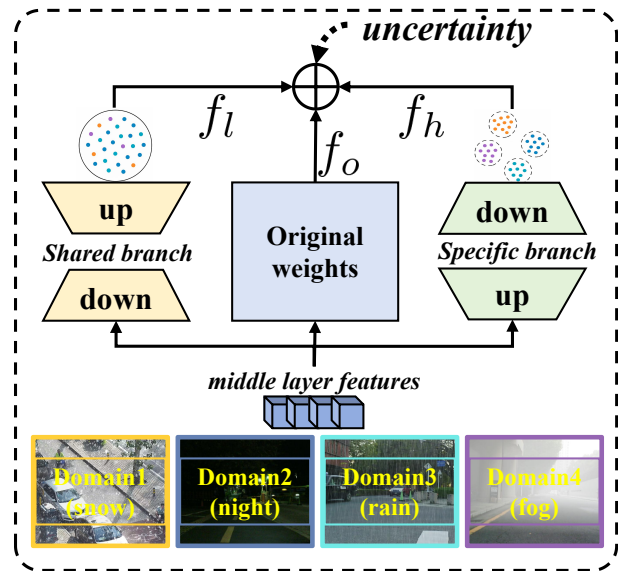 uncertainty
f_l
f_h
f_o
up
Shared branch
down
Original
weights
down
Specific branch
up
middle layer features
Domain1
(snow)
Domain2
(night)
Domain3
(rain)
Domain4
(fog)